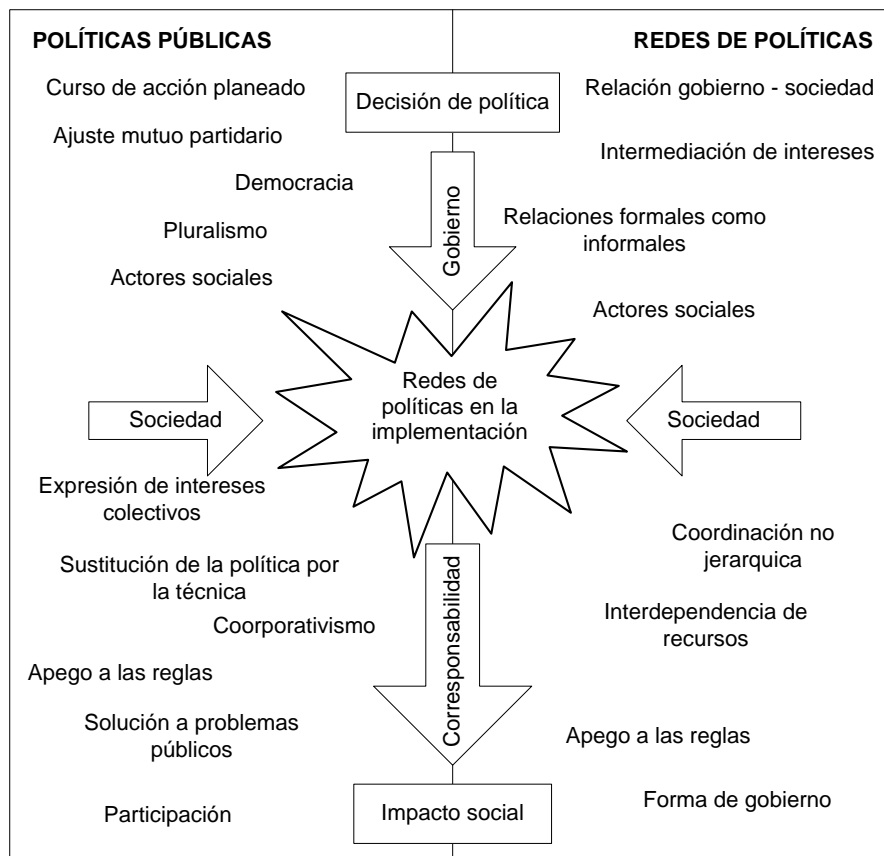 POLÍTICAS PÚBLICAS
REDES DE POLÍTICAS
Curso de acción planeado
Decisión de política
Relación gobierno - sociedad
Ajuste mutuo partidario
Intermediación de intereses
Democracia
Gobierno
Pluralismo
Relaciones formales como
informales
Actores sociales
Actores sociales
Redes de
políticas en la
implementación
Sociedad
Sociedad
Expresión de intereses
colectivos
Coordinación no
jerarquica
Sustitución de la política por
la técnica
Coorporativismo
Corresponsabilidad
Interdependencia de
recursos
Apego a las reglas
Solución a problemas
públicos
Apego a las reglas
Participación
Impacto social
Forma de gobierno